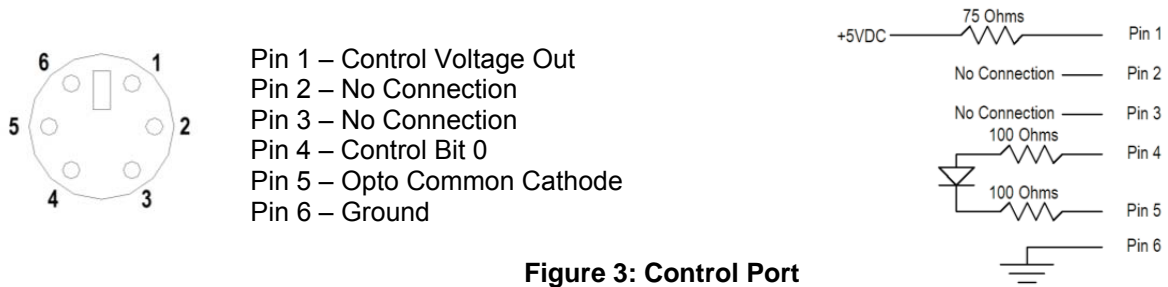 6 1
5 2
4 3
Pin 1 – Control Voltage Out
Pin 2 – No Connection
Pin 3 – No Connection
Pin 4 – Control Bit 0
Pin 5 – Opto Common Cathode
Pin 6 – Ground
75 Ohms
+5VDC Pin 1
No Connection Pin 2
No Connection Pin 3
100 Ohms
Pin 4
100 Ohms
Pin 5
Pin 6
Figure 3: Control Port